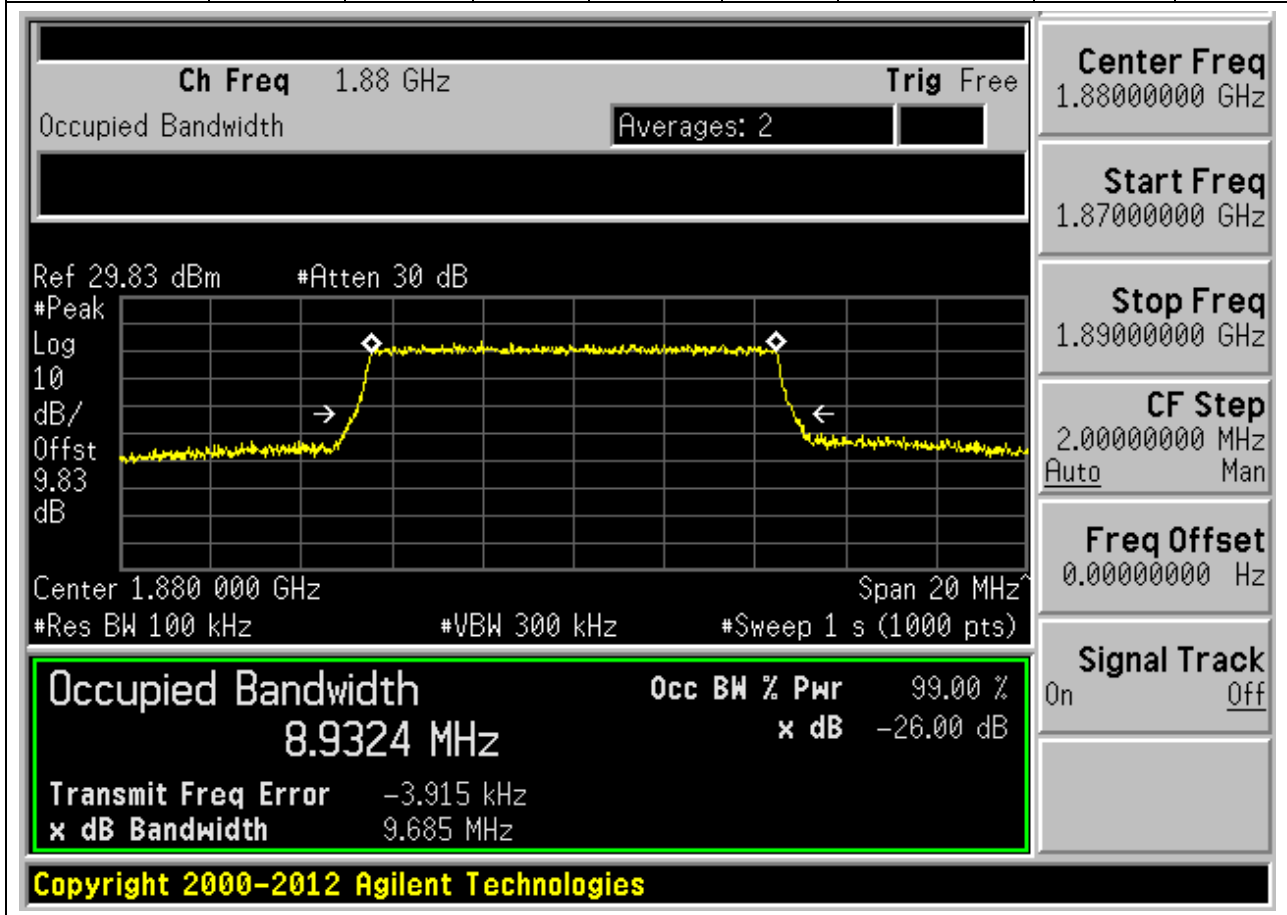 Ch Freq 1.88 GHz Trig Free
Occupied Bandwidth Averages: 2
Ref 29.83 dBm #Atten 30 dB
#Peak
Log
10
dB/
Offst
9.83
dB
Center 1.880 000 GHz Span 20 MHz^
#Res BW 100 kHz #VBW 300 kHz #Sweep 1 s (1000 pts)
Occupied Bandwidth
8.9324 MHz
Occ BW % Pwr 99.00 %
x dB -26.00 dB
Transmit Freq Error -3.915 kHz
x dB Bandwidth 9.685 MHz
Copyright 2000-2012 Agilent Technologies
Center Freq
1.88000000 GHz
Start Freq
1.87000000 GHz
Stop Freq
1.89000000 GHz
CF Step
2.00000000 MHz
Auto Man
Freq Offset
0.00000000 Hz
Signal Track
On Off